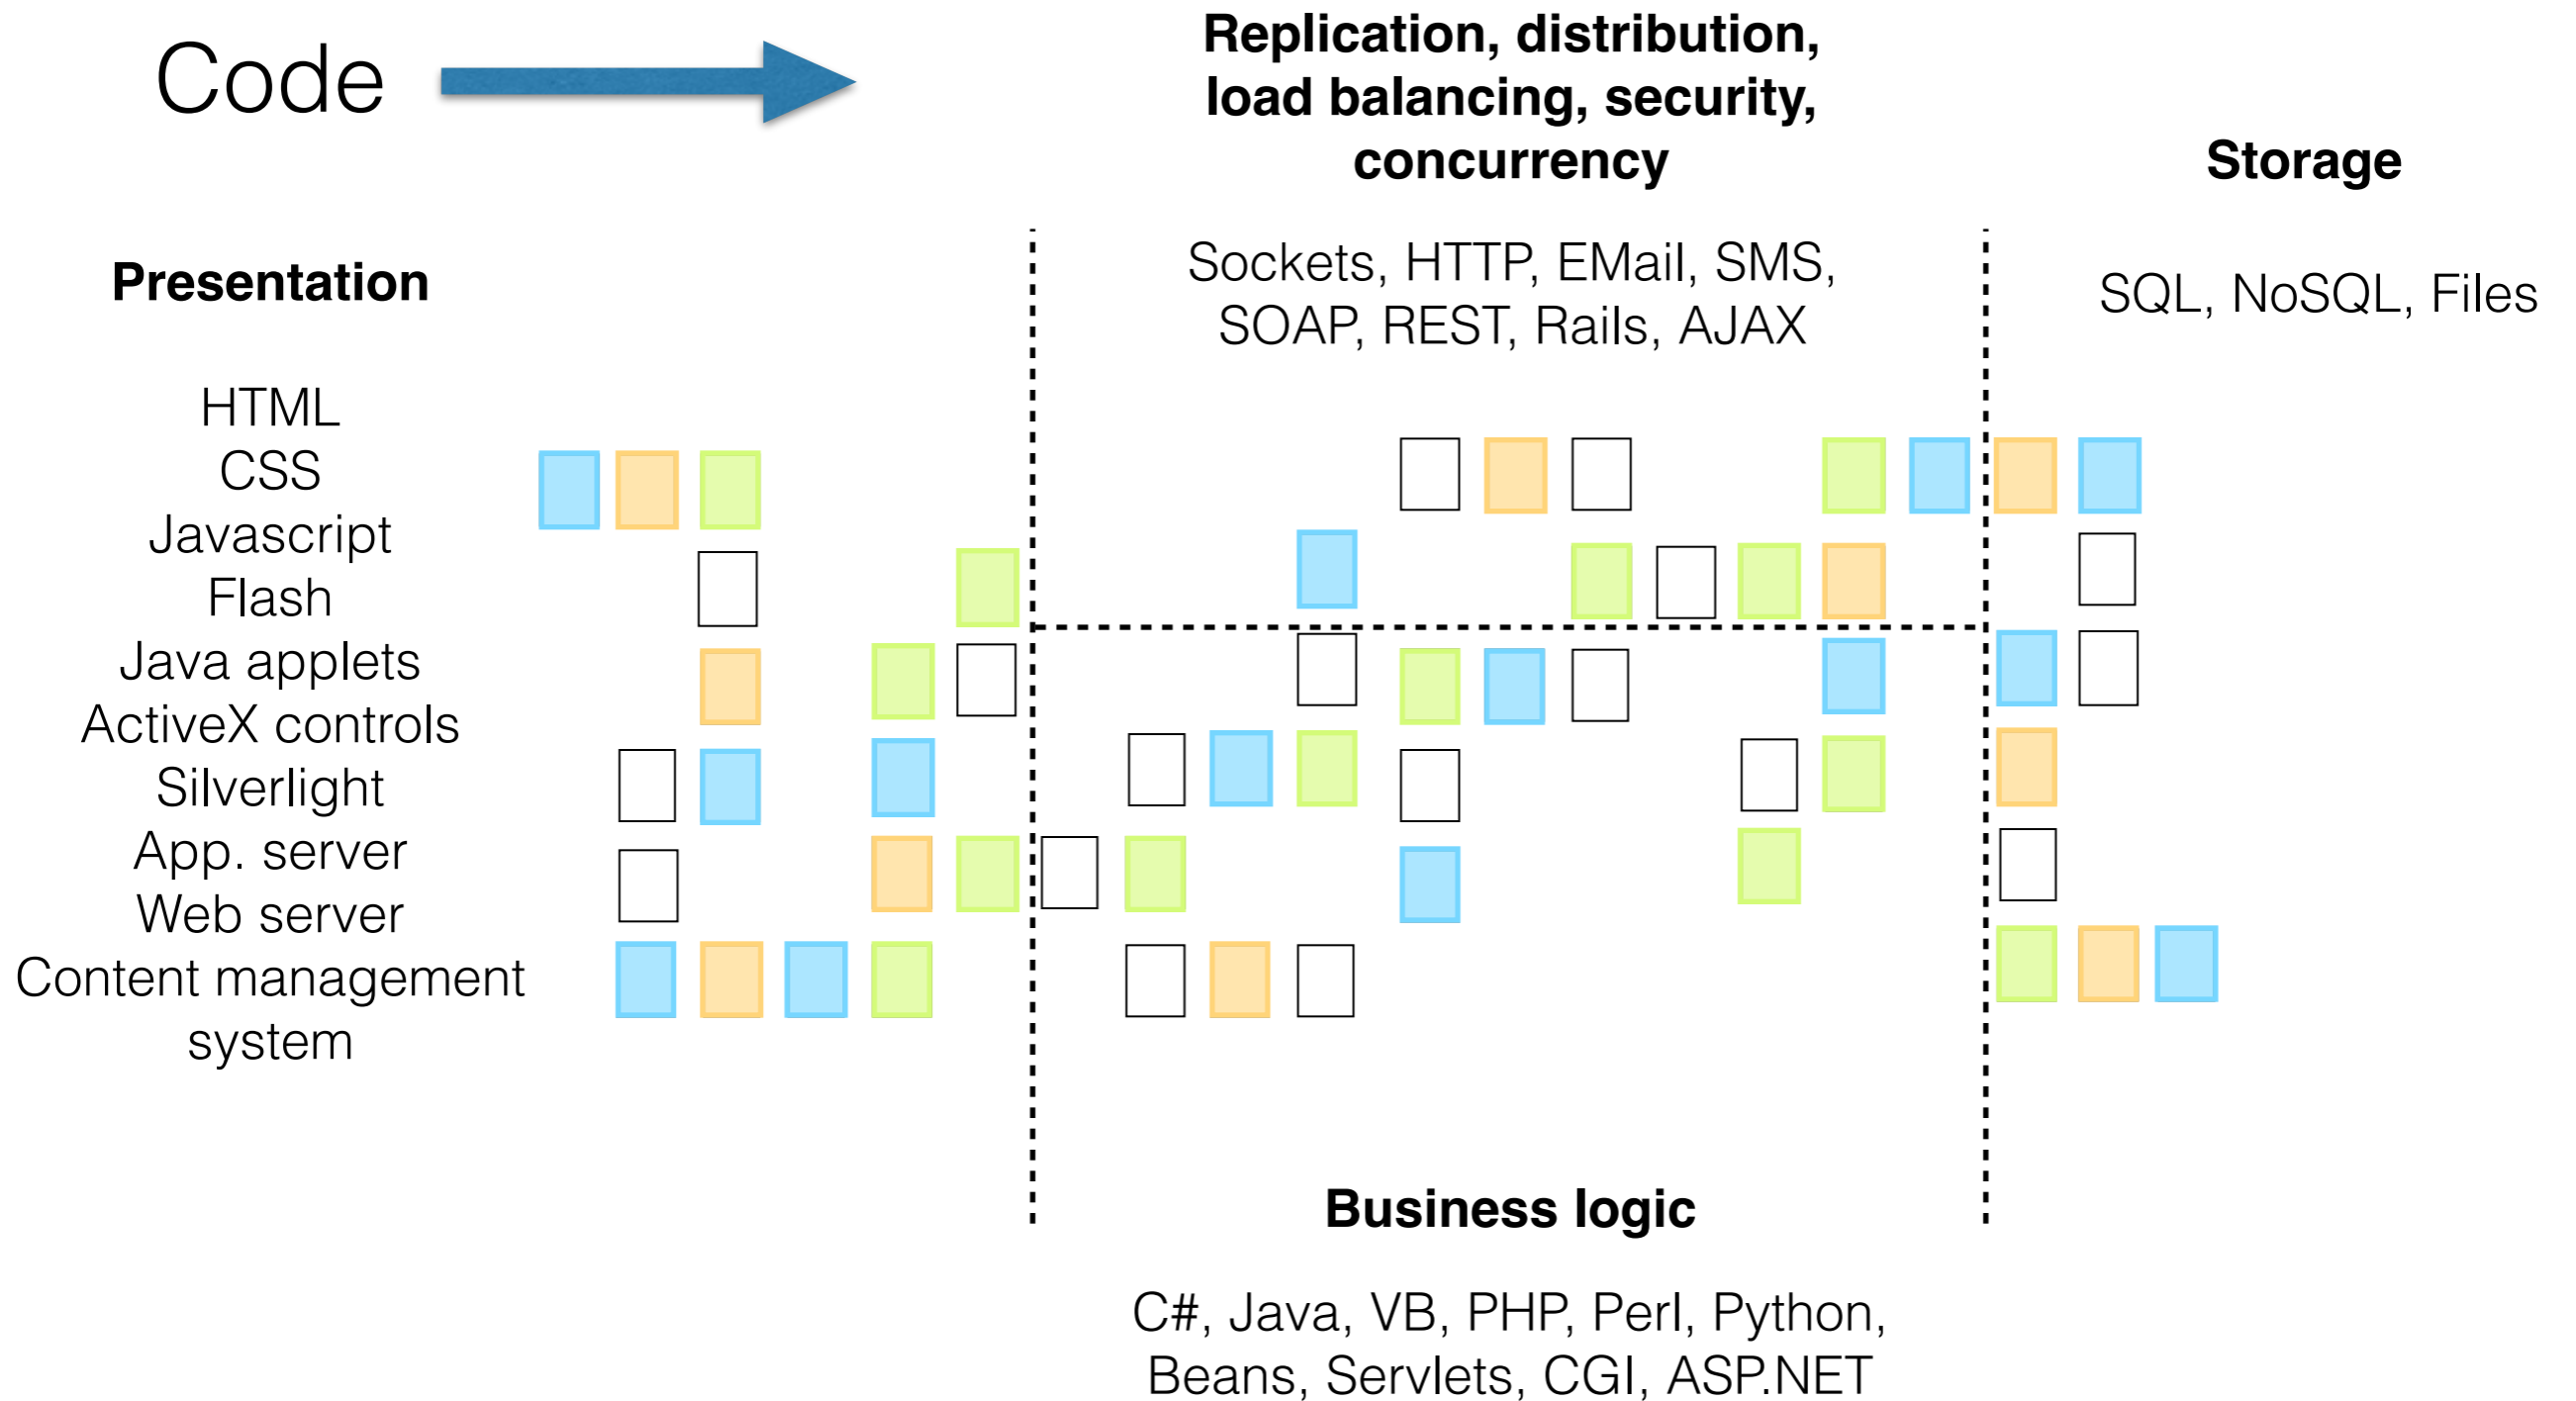 Code
Replication, distribution,
load balancing, security,
concurrency
Storage
Presentation
Sockets, HTTP, EMail, SMS,
SOAP, REST, Rails, AJAX
SQL, NoSQL, Files
HTML
CSS
Javascript
Flash
Java applets
ActiveX controls
Silverlight
App. server
Web server
Content management
system
Business logic
C#, Java, VB, PHP, Perl, Python,
Beans, Servlets, CGI, ASP.NET